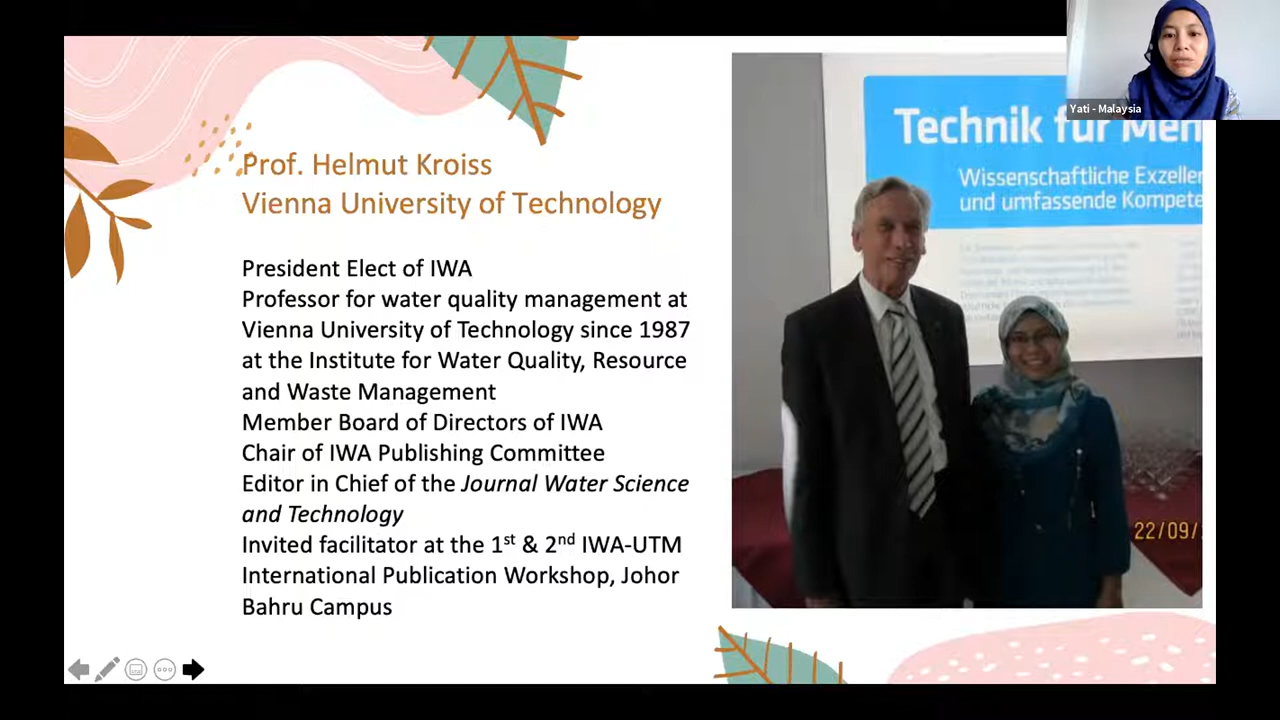 Yati - Malaysia
Prof. Helmut Kroiss
Vienna University of Technology
President Elect of IWA
Professor for water quality management at
Vienna University of Technology since 1987
at the Institute for Water Quality, Resource
and Waste Management
Member Board of Directors of IWA
Chair of IWA Publishing Committee
Editor in Chief of the Journal Water Science
and Technology
Invited facilitator at the 1st & 2nd IWA-UTM
International Publication Workshop, Johor
Bahru Campus
Technik für Men
Wissenschaftliche Exzeller
und umfassende Kompete
22/09/